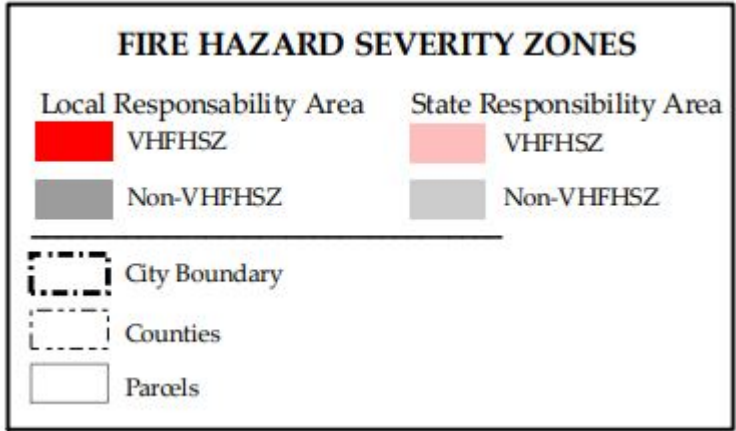 FIRE HAZARD SEVERITY ZONES
Local Responsability Area
VHFHSZ
Non-VHFHSZ
State Responsibility Area
VHFHSZ
Non-VHFHSZ
City Boundary
Counties
Parcels